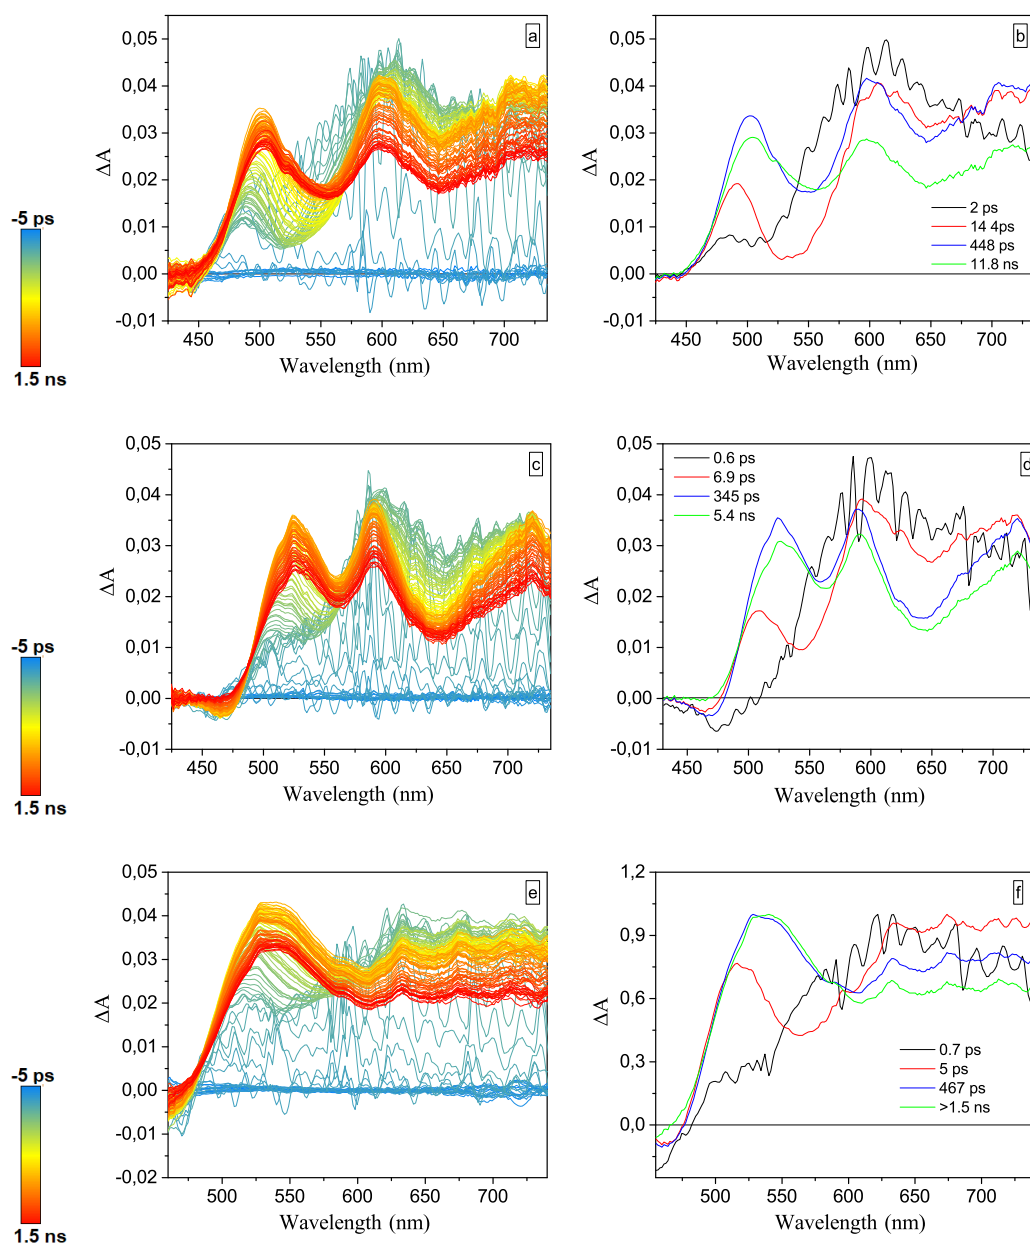 a
0,05
0,04
0,03
0,02
0,01
0,00
-0,01
ΔA
450 500 550 600 650 700
Wavelength (nm)
-5 ps
1.5 ns
b
0,05
0,04
0,03
0,02
0,01
0,00
-0,01
ΔA
2 ps
14 4ps
448 ps
11.8 ns
450 500 550 600 650 700
Wavelength (nm)
c
0,05
0,04
0,03
0,02
0,01
0,00
-0,01
ΔA
450 500 550 600 650 700
Wavelength (nm)
-5 ps
1.5 ns
d
0,05
0,04
0,03
0,02
0,01
0,00
-0,01
ΔA
0.6 ps
6.9 ps
345 ps
5.4 ns
450 500 550 600 650 700
Wavelength (nm)
e
0,05
0,04
0,03
0,02
0,01
0,00
-0,01
-0,02
ΔA
500 550 600 650 700
Wavelength (nm)
-5 ps
1.5 ns
f
1,2
0,9
0,6
0,3
0,0
ΔA
0.7 ps
5 ps
467 ps
>1.5 ns
500 550 600 650 700
Wavelength (nm)